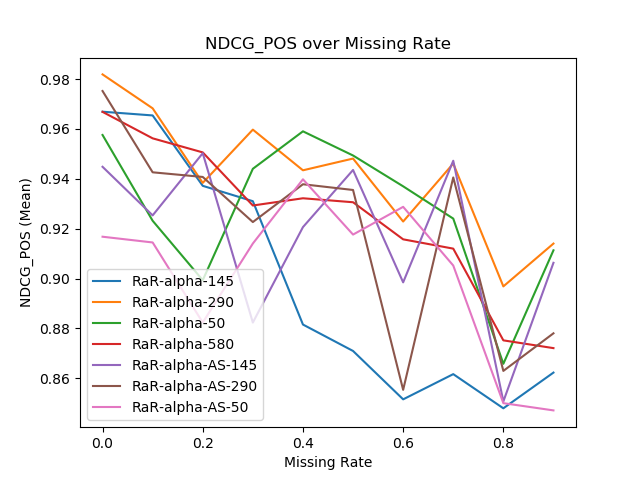 NDCG_POS over Missing Rate
NDCG_POS (Mean)
0.98
0.96
0.94
0.92
0.90
0.88
0.86
RaR-alpha-145
RaR-alpha-290
RaR-alpha-50
RaR-alpha-580
RaR-alpha-AS-145
RaR-alpha-AS-290
RaR-alpha-AS-50
0.0 0.2 0.4 0.6 0.8
Missing Rate